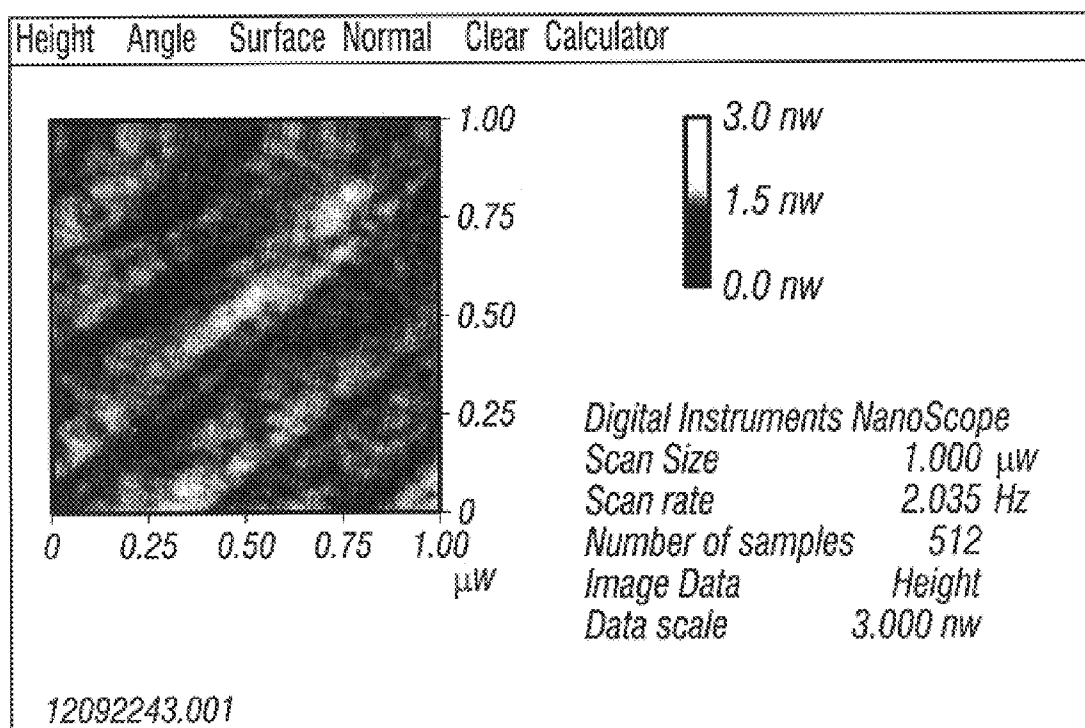 Height Angle Surface Normal Clear Calculator
1.00
0.75
0.50
0.25
0
0 0.25 0.50 0.75 1.00
µw
3.0 nw
1.5 nw
0.0 nw
Digital Instruments NanoScope
Scan Size 1.000 µw
Scan rate 2.035 Hz
Number of samples 512
Image Data Height
Data scale 3.000 nw
12092243.001